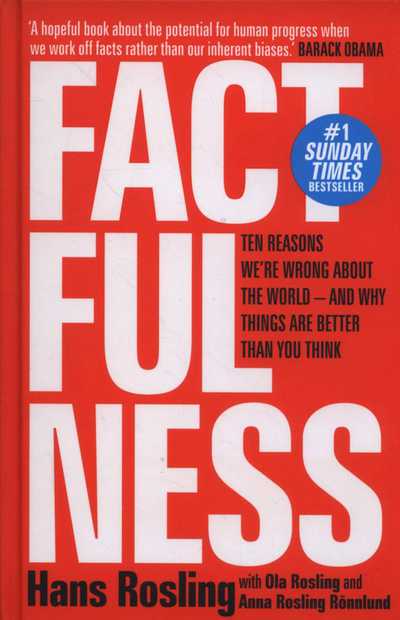 ‘A hopeful book about the potential for human progress when
we work off facts rather than our inherent biases.’ BARACK OBAMA
FACT
#1
SUNDAY
TIMES
BESTSELLER
FUL
TEN REASONS
WE'RE WRONG ABOUT
THE WORLD – AND WHY
THINGS ARE BETTER
THAN YOU THINK
NESS
Hans Rosling
with Ola Rosling and
Anna Rosling Rönnlund